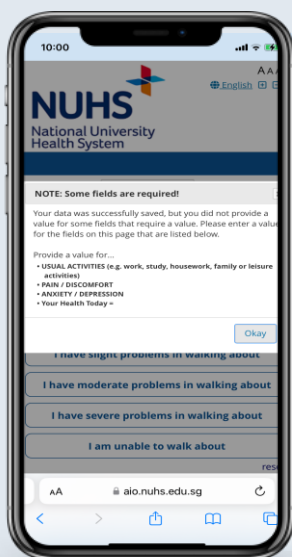 10:00
AA
English
NUHS
National University
Health System
NOTE: Some fields are required!
Your data was successfully saved, but you did not provide a
value for some fields that require a value. Please enter a value
for the fields on this page that are listed below.
Provide a value for...
• USUAL ACTIVITIES (e.g. work, study, housework, family or leisure
activities)
• PAIN / DISCOMFORT
• ANXIETY / DEPRESSION
• Your Health Today =
Okay
I have slight problems in walking about
I have moderate problems in walking about
I have severe problems in walking about
I am unable to walk about
AA
aio.nuhs.edu.sg